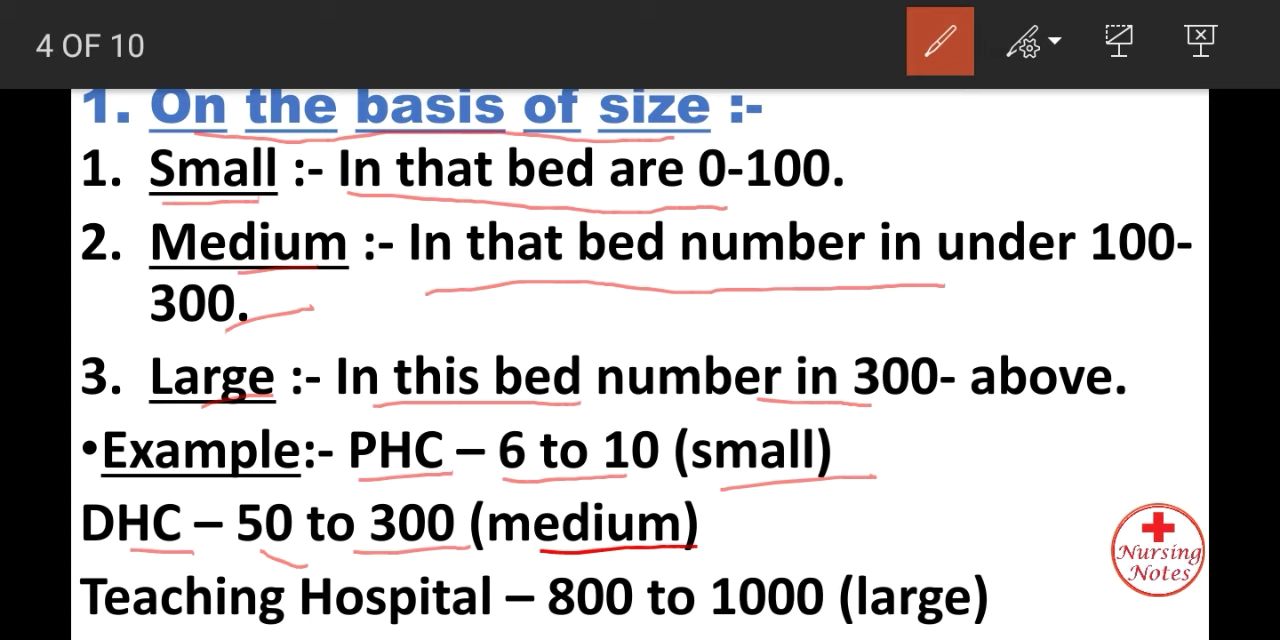 4 OF 10
1. On the basis of size :-
1. Small :- In that bed are 0-100.
2. Medium :- In that bed number in under 100-
300.
3. Large :- In this bed number in 300- above.
•Example:- PHC – 6 to 10 (small)
DHC – 50 to 300 (medium)
Teaching Hospital – 800 to 1000 (large)
Nursing
Notes